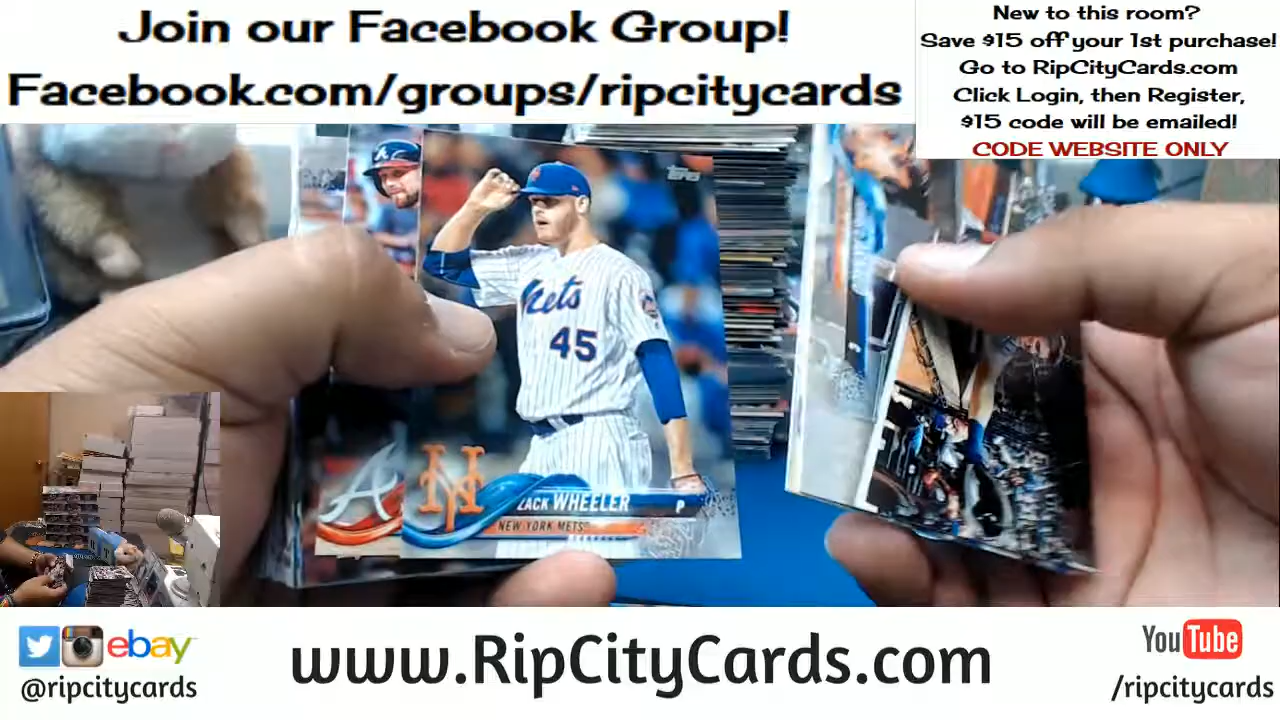 Join our Facebook Group!
Facebook.com/groups/ripcitycards
New to this room?
Save $15 off your 1st purchase!
Go to RipCityCards.com
Click Login, then Register,
$15 code will be emailed!
CODE WEBSITE ONLY
topps
Mets
45
A
NY
ZACK WHEELER P
NEW YORK METS
ebay
@ripcitycards
www.RipCityCards.com
YouTube
/ripcitycards